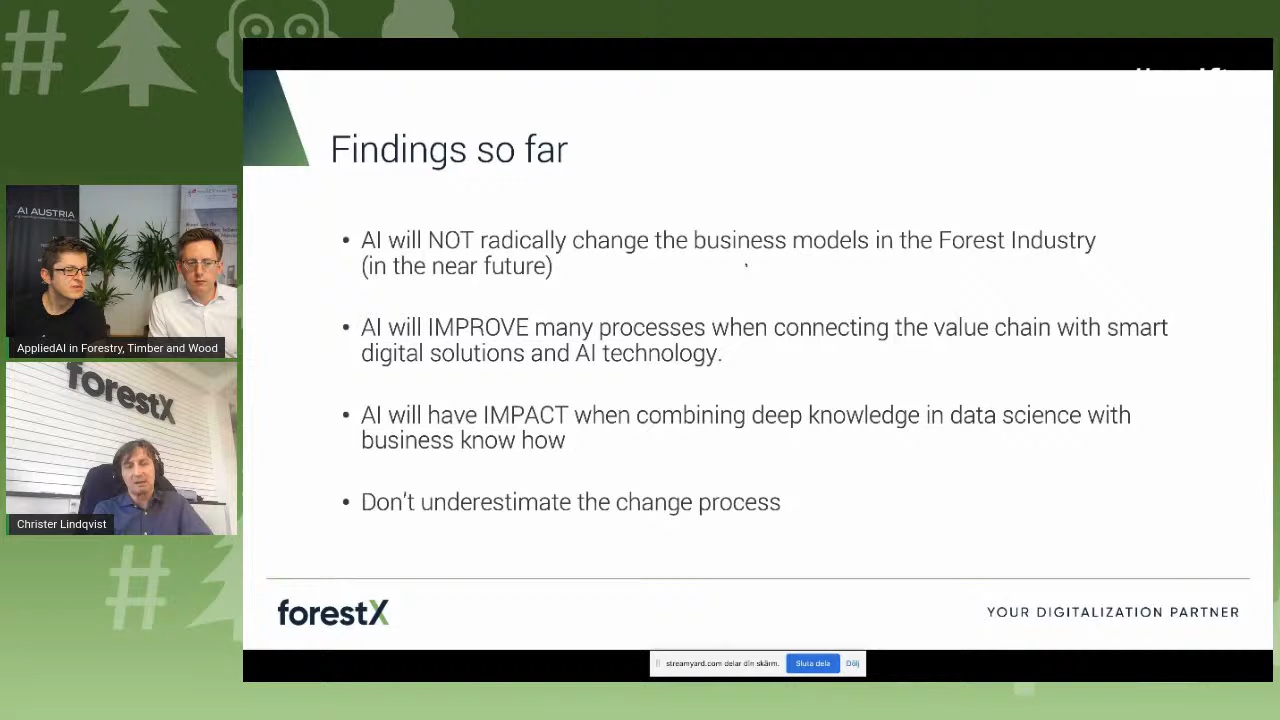 #
AI AUSTRIA
AppliedAI in Forestry, Timber and Wood
forestX
Christer Lindqvist
#
Findings so far
• AI will NOT radically change the business models in the Forest Industry
(in the near future)
• AI will IMPROVE many processes when connecting the value chain with smart
digital solutions and AI technology.
• AI will have IMPACT when combining deep knowledge in data science with
business know how
• Don't underestimate the change process
forestX
YOUR DIGITALIZATION PARTNER
streamyard.com delar din skärm.
Sluta dela
Dölj